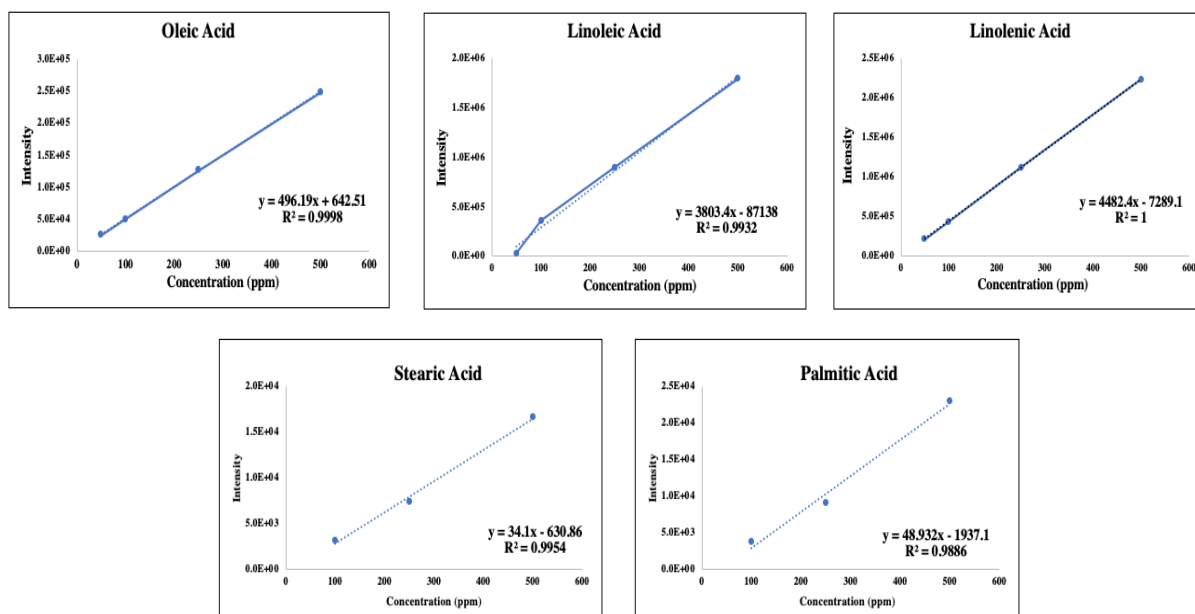 Oleic Acid
3.0E+05
2.5E+05
2.0E+05
1.5E+05
1.0E+05
5.0E+04
0.0E+00
Intensity
y = 496.19x + 642.51
R² = 0.9998
0 100 200 300 400 500 600
Concentration (ppm)
Linoleic Acid
2.0E+06
1.5E+06
1.0E+06
5.0E+05
0.0E+00
Intensity
y = 3803.4x - 87138
R² = 0.9932
0 100 200 300 400 500 600
Concentration (ppm)
Linolenic Acid
2.5E+06
2.0E+06
1.5E+06
1.0E+06
5.0E+05
0.0E+00
Intensity
y = 4482.4x - 7289.1
R² = 1
0 100 200 300 400 500 600
Concentration (ppm)
Stearic Acid
2.0E+04
1.5E+04
1.0E+04
5.0E+03
0.0E+00
Intensity
y = 34.1x - 630.86
R² = 0.9954
0 100 200 300 400 500 600
Concentration (ppm)
Palmitic Acid
2.5E+04
2.0E+04
1.5E+04
1.0E+04
5.0E+03
0.0E+00
Intensity
y = 48.932x - 1937.1
R² = 0.9886
0 100 200 300 400 500 600
Concentration (ppm)